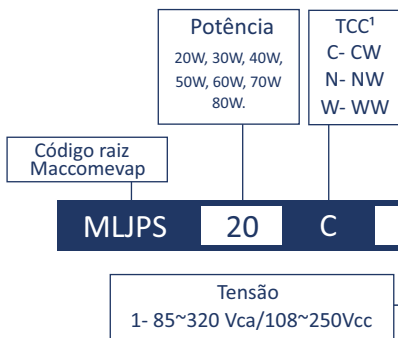 Potência
20W, 30W, 40W,
50W, 60W, 70W
80W.
TCC¹
C- CW
N- NW
W- WW
Código raiz
Maccomevap
MLJPS 20 C
Tensão
1- 85~320 Vca/108~250Vcc